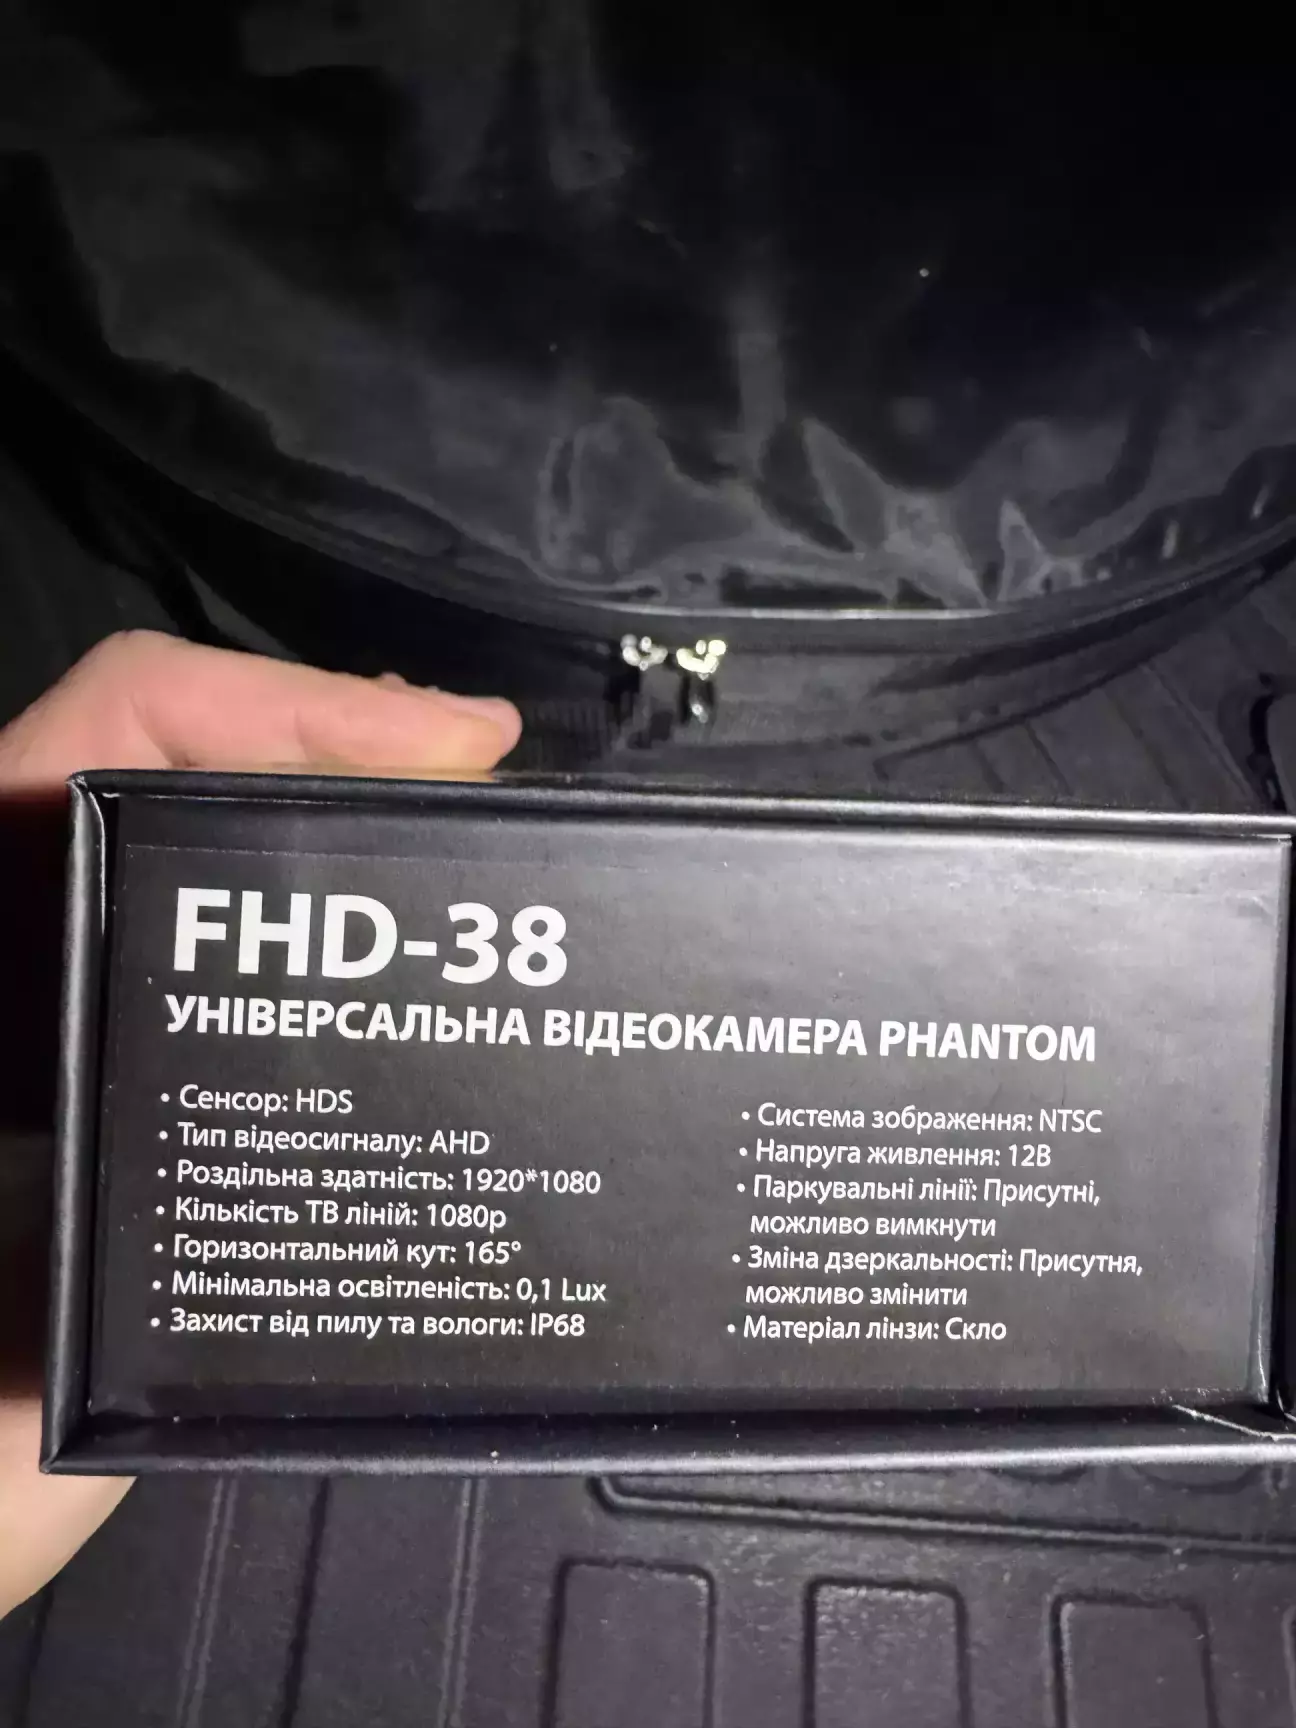 FHD-38
УНІВЕРСАЛЬНА ВІДЕОКАМЕРА PHANTOM
• Сенсор: HDS
• Тип відеосигналу: AHD
• Роздільна здатність: 1920*1080
• Кількість ТВ ліній: 1080p
• Горизонтальний кут: 165°
• Мінімальна освітленість: 0,1 Lux
• Захист від пилу та вологи: IP68
• Система зображення: NTSC
• Напруга живлення: 12В
• Паркувальні лінії: Присутні,
можливо вимкнути
• Зміна дзеркальності: Присутня,
можливо змінити
• Матеріал лінзи: Скло